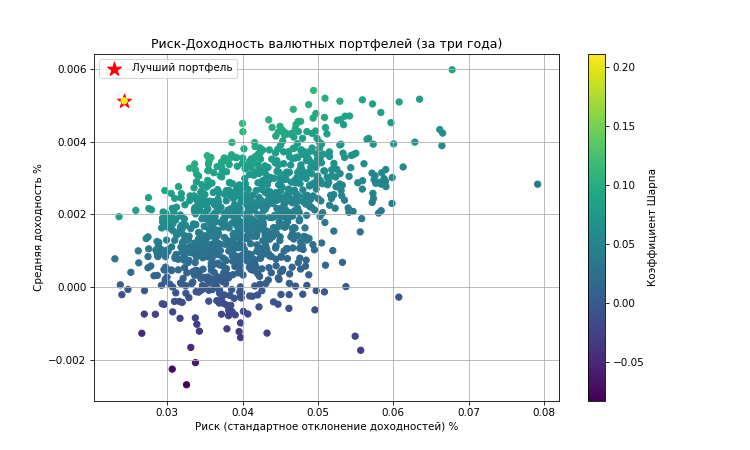 Риск-Доходность валютных портфелей (за три года)
Лучший портфель
Средняя доходность %
0.006
0.004
0.002
0.000
−0.002
0.03 0.04 0.05 0.06 0.07 0.08
Риск (стандартное отклонение доходностей) %
0.20
0.15
0.10
0.05
0.00
−0.05
Коэффициент Шарпа